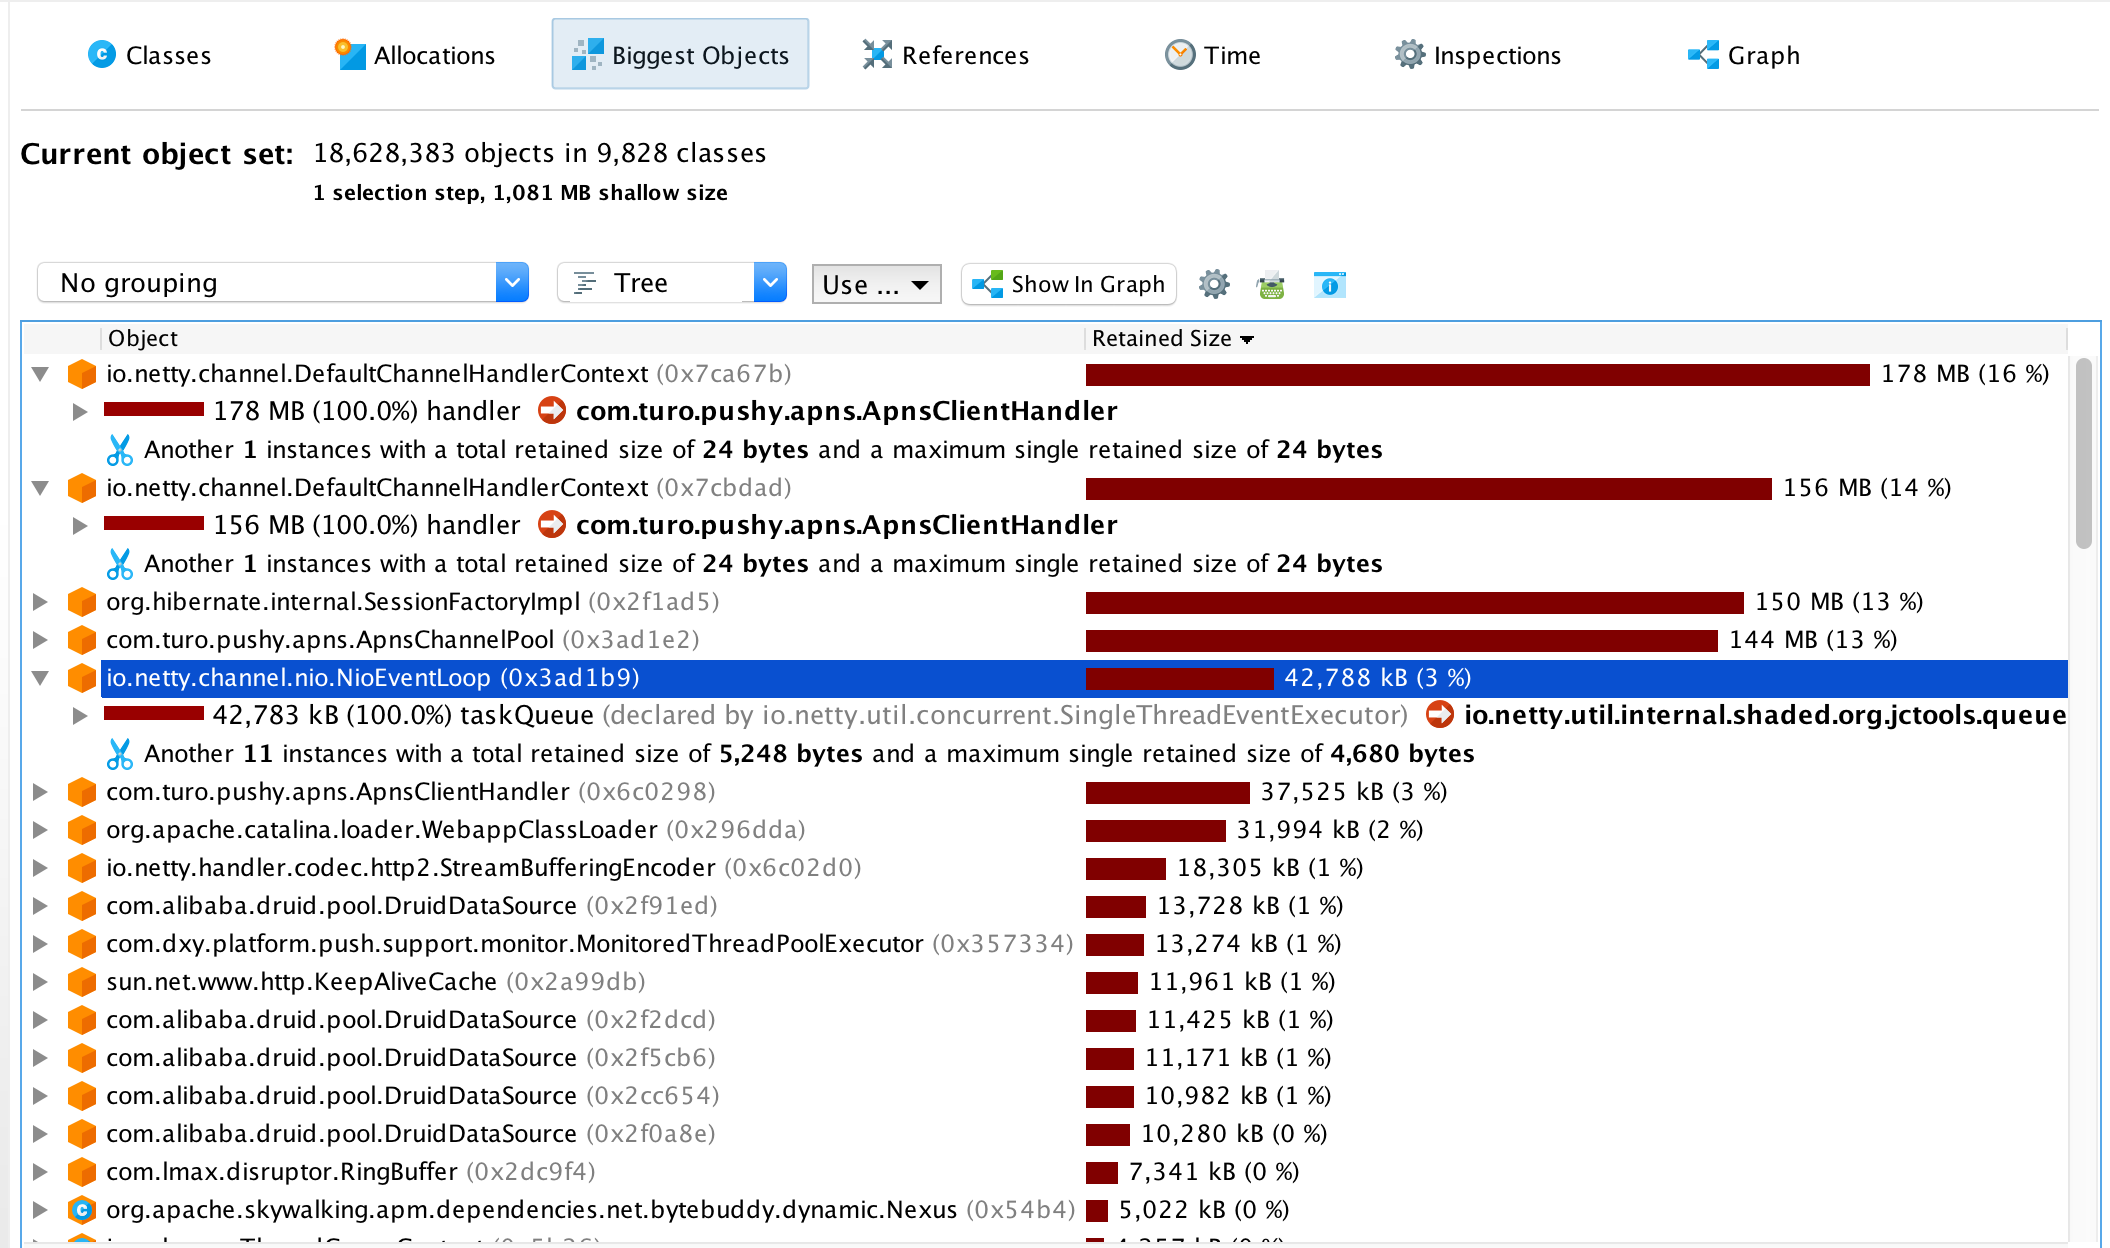 Classes Allocations Biggest Objects References Time Inspections Graph
Current object set: 18,628,383 objects in 9,828 classes
1 selection step, 1,081 MB shallow size
No grouping Tree Use ... Show In Graph
Object Retained Size
io.netty.channel.DefaultChannelHandlerContext (0x7ca67b) 178 MB (16 %)
178 MB (100.0%) handler com.turo.pushy.apns.ApnsClientHandler
Another 1 instances with a total retained size of 24 bytes and a maximum single retained size of 24 bytes
io.netty.channel.DefaultChannelHandlerContext (0x7cbdad) 156 MB (14 %)
156 MB (100.0%) handler com.turo.pushy.apns.ApnsClientHandler
Another 1 instances with a total retained size of 24 bytes and a maximum single retained size of 24 bytes
org.hibernate.internal.SessionFactoryImpl (0x2f1ad5) 150 MB (13 %)
com.turo.pushy.apns.ApnsChannelPool (0x3ad1e2) 144 MB (13 %)
io.netty.channel.nio.NioEventLoop (0x3ad1b9) 42,788 kB (3 %)
42,783 kB (100.0%) taskQueue (declared by io.netty.util.concurrent.SingleThreadEventExecutor) io.netty.util.internal.shaded.org.jctools.queue
Another 11 instances with a total retained size of 5,248 bytes and a maximum single retained size of 4,680 bytes
com.turo.pushy.apns.ApnsClientHandler (0x6c0298) 37,525 kB (3 %)
org.apache.catalina.loader.WebappClassLoader (0x296dda) 31,994 kB (2 %)
io.netty.handler.codec.http2.StreamBufferingEncoder (0x6c02d0) 18,305 kB (1 %)
com.alibaba.druid.pool.DruidDataSource (0x2f91ed) 13,728 kB (1 %)
com.dxy.platform.push.support.monitor.MonitoredThreadPoolExecutor (0x357334) 13,274 kB (1 %)
sun.net.www.http.KeepAliveCache (0x2a99db) 11,961 kB (1 %)
com.alibaba.druid.pool.DruidDataSource (0x2f2dcd) 11,425 kB (1 %)
com.alibaba.druid.pool.DruidDataSource (0x2f5cb6) 11,171 kB (1 %)
com.alibaba.druid.pool.DruidDataSource (0x2cc654) 10,982 kB (1 %)
com.alibaba.druid.pool.DruidDataSource (0x2f0a8e) 10,280 kB (0 %)
com.lmax.disruptor.RingBuffer (0x2dc9f4) 7,341 kB (0 %)
org.apache.skywalking.apm.dependencies.net.bytebuddy.dynamic.Nexus (0x54b4) 5,022 kB (0 %)